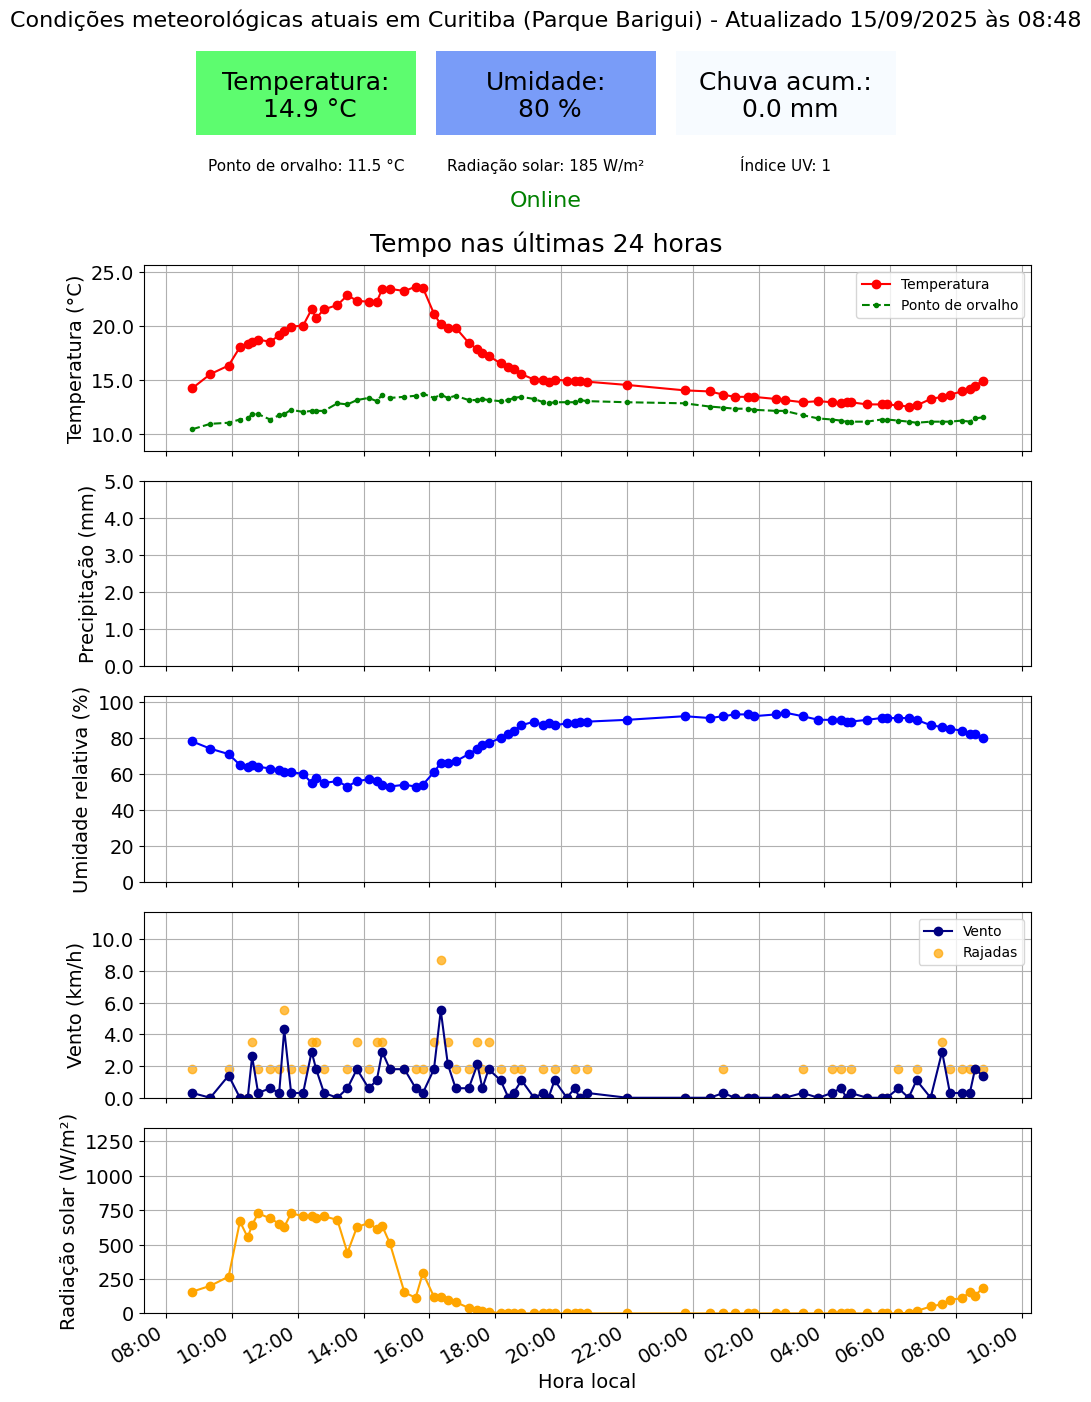 Condições meteorológicas atuais em Curitiba (Parque Barigui) - Atualizado 15/09/2025 às 08:48
Temperatura:
14.9 °C
Umidade:
80 %
Chuva acum.:
0.0 mm
Ponto de orvalho: 11.5 °C
Radiação solar: 185 W/m²
Índice UV: 1
Online
Tempo nas últimas 24 horas
Temperatura (°C)
25.0
20.0
15.0
10.0
Temperatura
Ponto de orvalho
Precipitação (mm)
5.0
4.0
3.0
2.0
1.0
0.0
Umidade relativa (%)
100
80
60
40
20
0
Vento (km/h)
10.0
8.0
6.0
4.0
2.0
0.0
Vento
Rajadas
Radiação solar (W/m²)
1250
1000
750
500
250
0
08:00
10:00
12:00
14:00
16:00
18:00
20:00
22:00
00:00
02:00
04:00
06:00
08:00
10:00
Hora local